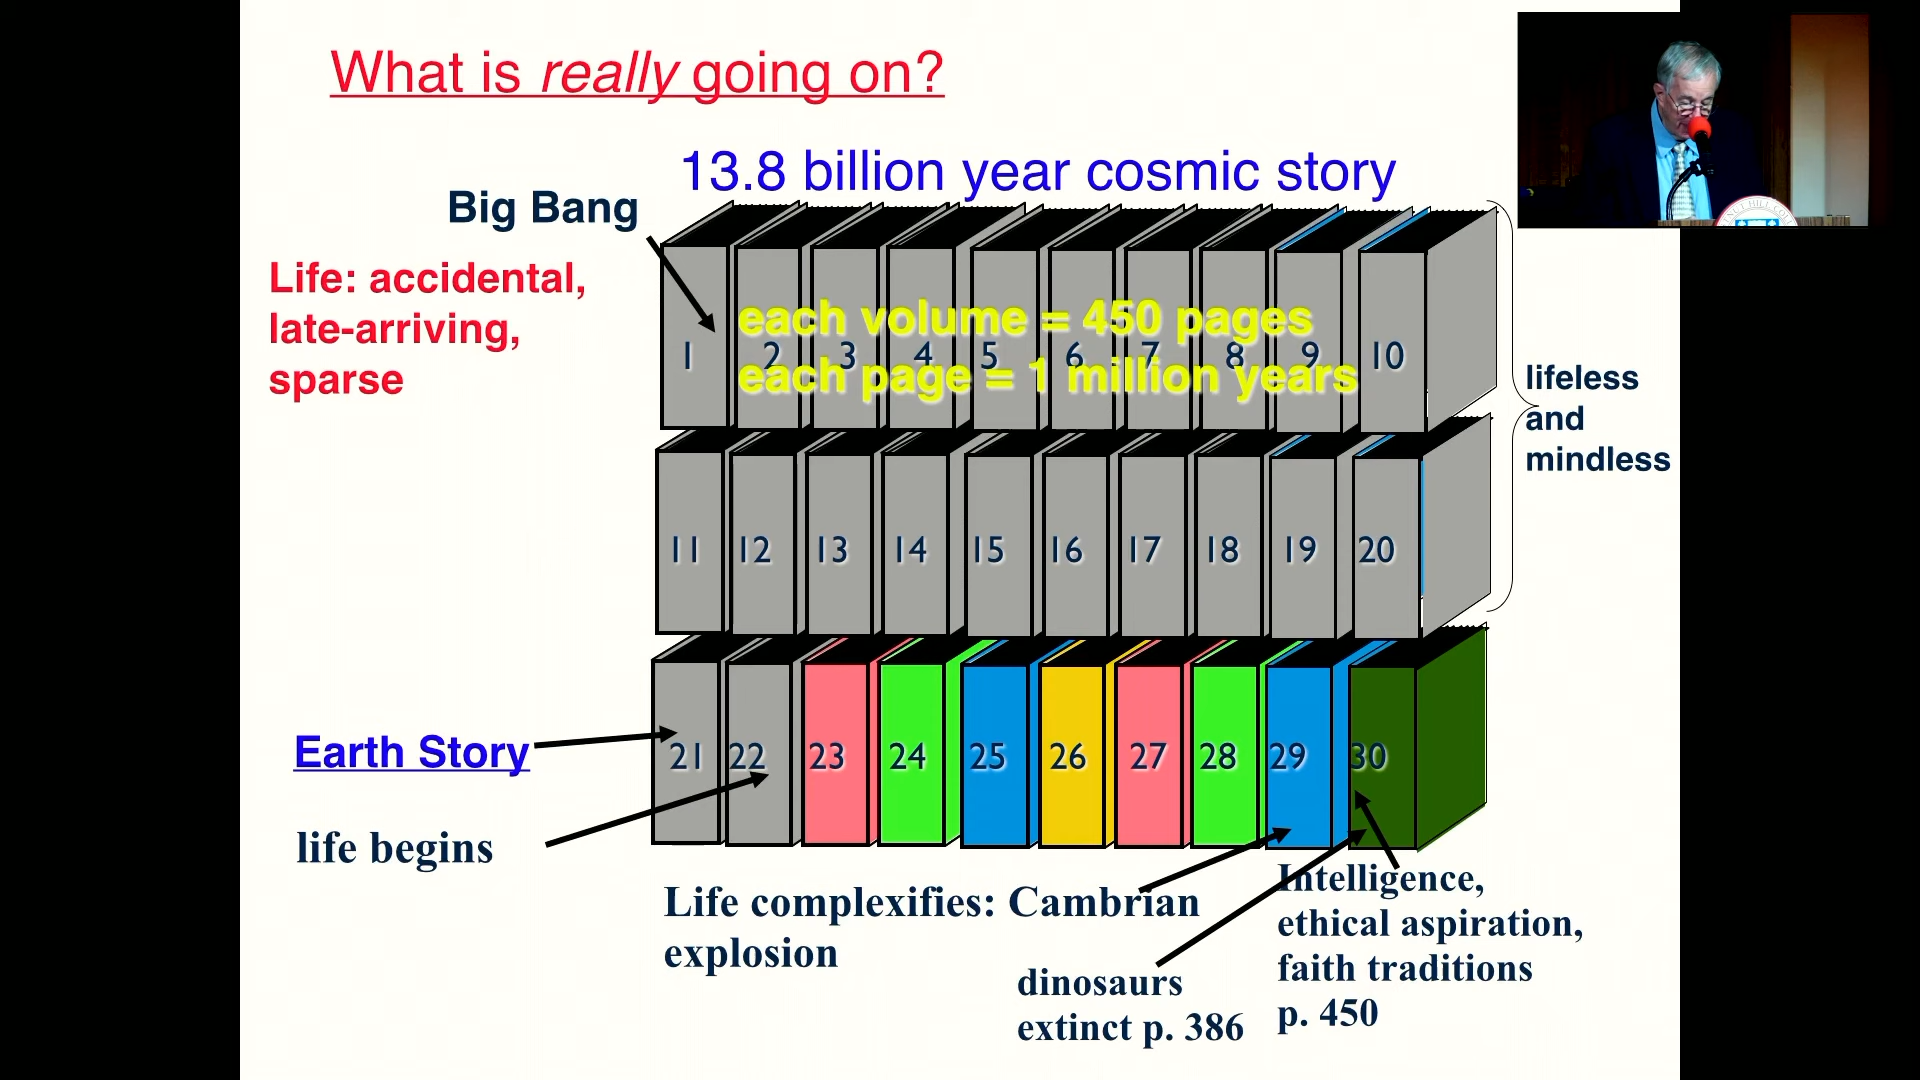 What is really going on?
13.8 billion year cosmic story
Big Bang
Life: accidental,
late-arriving,
sparse
each volume = 450 pages
each page = 1 million years
1 2 3 4 5 6 7 8 9 10
lifeless
and
mindless
11 12 13 14 15 16 17 18 19 20
Earth Story
21 22 23 24 25 26 27 28 29 30
life begins
Life complexifies: Cambrian
explosion
dinosaurs
extinct p. 386
Intelligence,
ethical aspiration,
faith traditions
p. 450